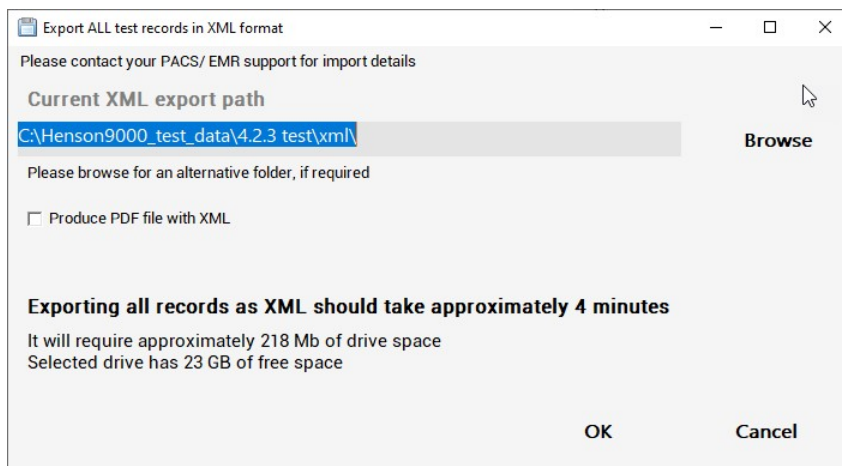 Export ALL test records in XML format
Please contact your PACS/ EMR support for import details
Current XML export path
C:\Henson9000_test_data\4.2.3 test\xml\
Browse
Please browse for an alternative folder, if required
Produce PDF file with XML
Exporting all records as XML should take approximately 4 minutes
It will require approximately 218 Mb of drive space
Selected drive has 23 GB of free space
OK
Cancel